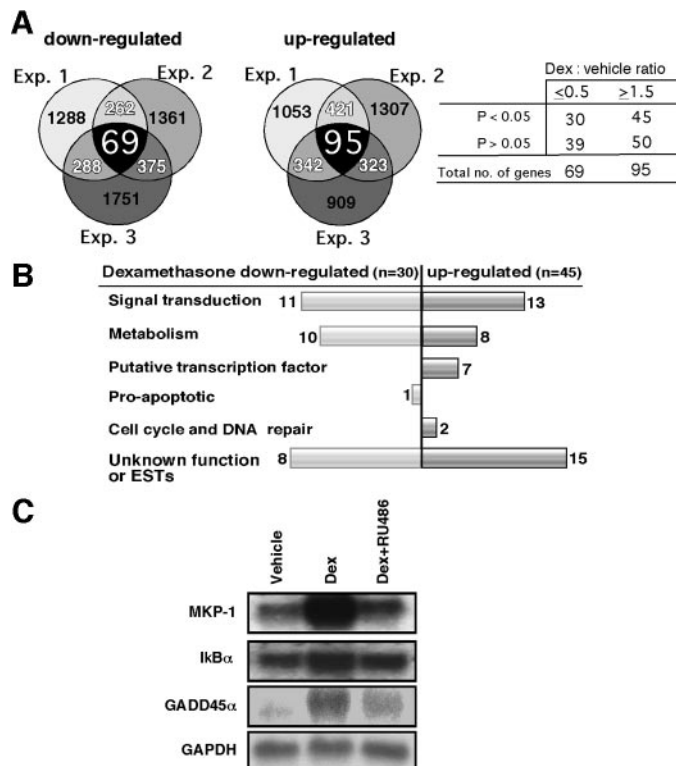 A
down-regulated
up-regulated
Exp. 1
Exp. 2
1288
262
1361
69
288
375
1751
Exp. 3
Exp. 1
Exp. 2
1053
421
1307
95
342
323
909
Exp. 3
Dex : vehicle ratio
≤0.5 ≥1.5
P < 0.05 30 45
P > 0.05 39 50
Total no. of genes 69 95
B
Dexamethasone down-regulated (n=30) up-regulated (n=45)
Signal transduction 11 13
Metabolism 10 8
Putative transcription factor 7
Pro-apoptotic 1
Cell cycle and DNA repair 2
Unknown function 8 15
or ESTs
C
Vehicle
Dex
Dex+RU486
MKP-1
IkBα
GADD45α
GAPDH